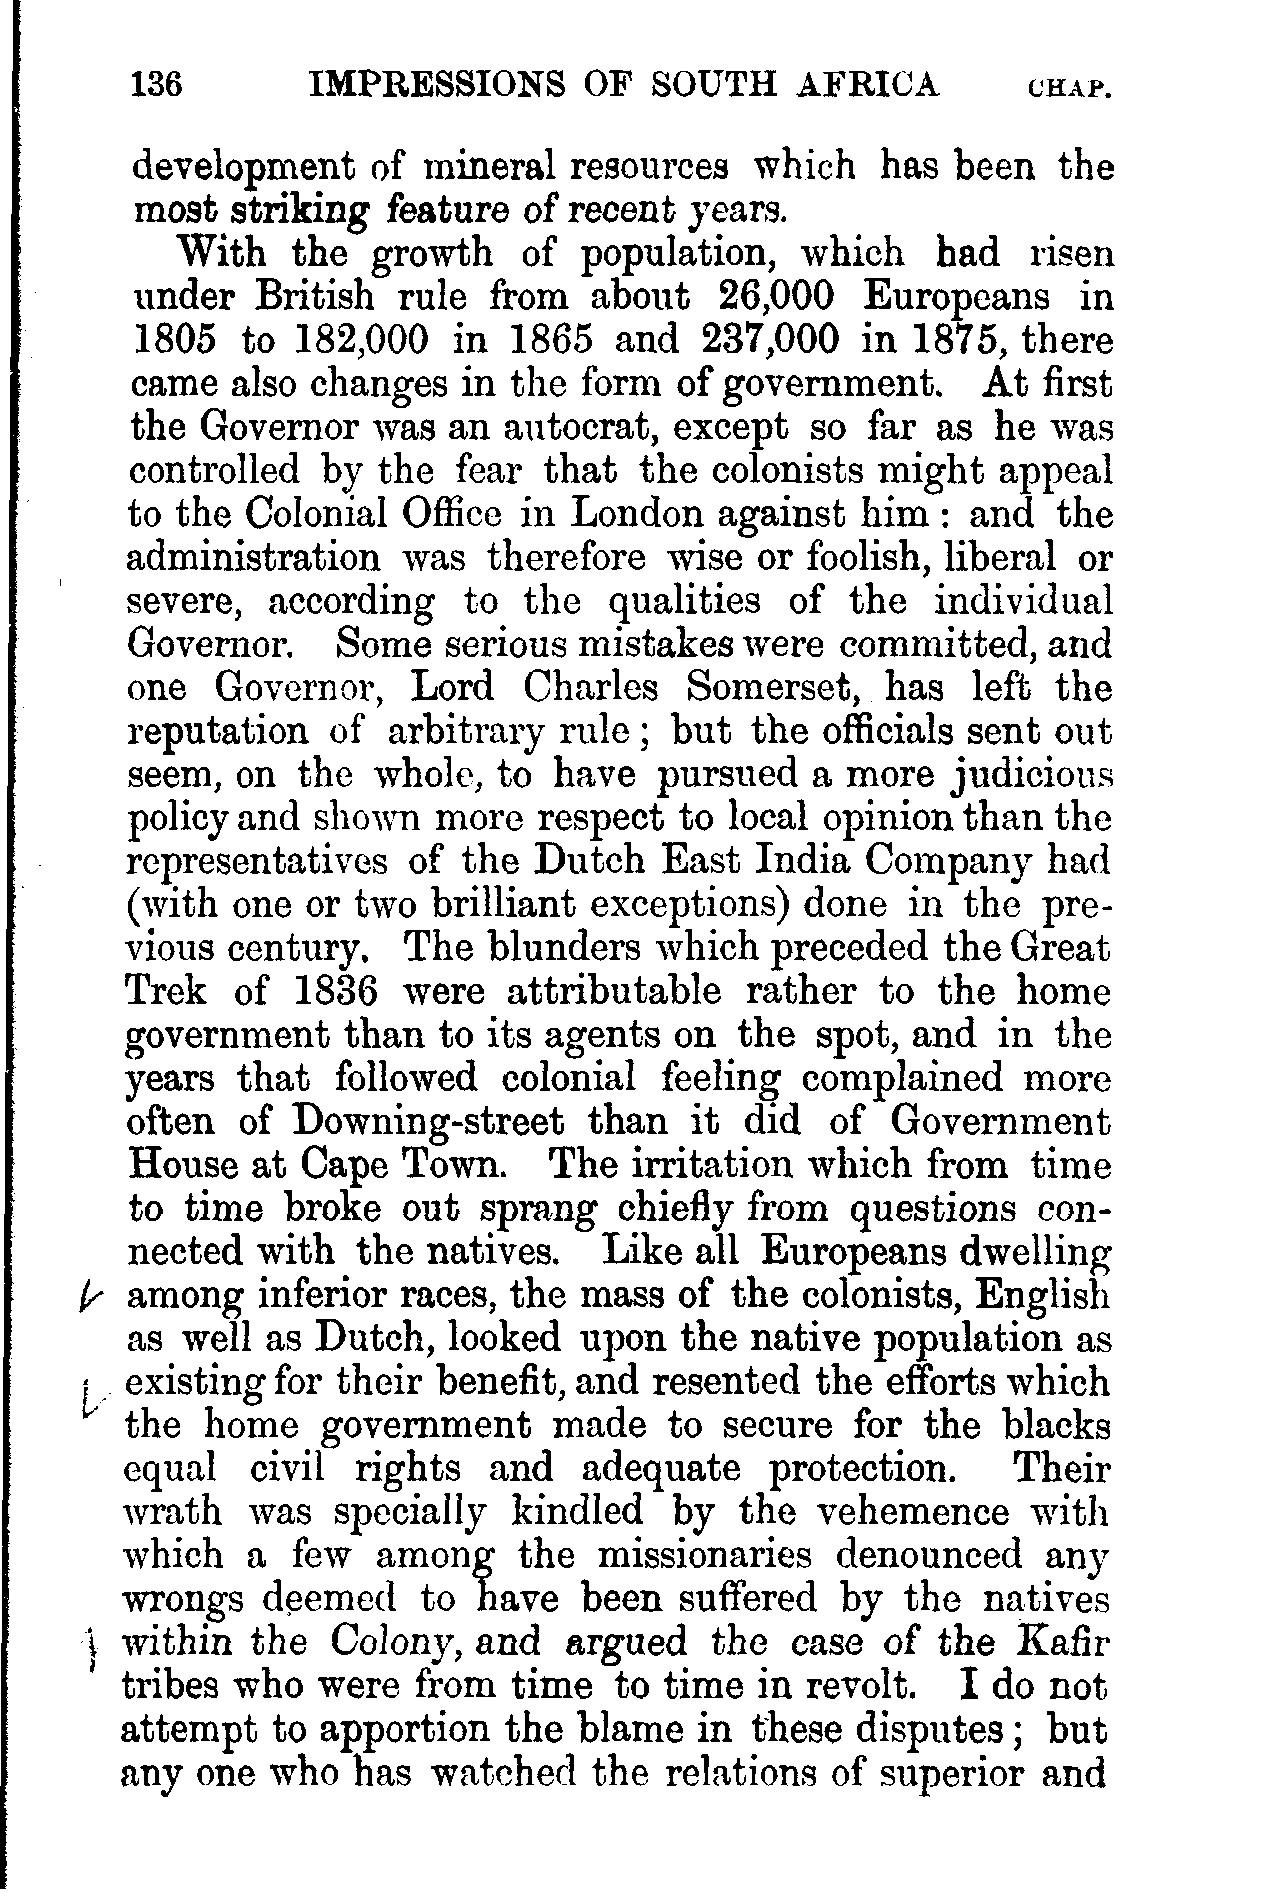 136 IMPRESSIONS OF SOUTH AFRICA CHAP.
development of mineral resources which has been the
most striking feature of recent years.
With the growth of population, which had risen
under British rule from about 26,000 Europeans in
1805 to 182,000 in 1865 and 237,000 in 1875, there
came also changes in the form of government. At first
the Governor was an autocrat, except so far as he was
controlled by the fear that the colonists might appeal
to the Colonial Office in London against him : and the
administration was therefore wise or foolish, liberal or
severe, according to the qualities of the individual
Governor. Some serious mistakes were committed, and
one Governor, Lord Charles Somerset, has left the
reputation of arbitrary rule ; but the officials sent out
seem, on the whole, to have pursued a more judicious
policy and shown more respect to local opinion than the
representatives of the Dutch East India Company had
(with one or two brilliant exceptions) done in the pre-
vious century. The blunders which preceded the Great
Trek of 1836 were attributable rather to the home
government than to its agents on the spot, and in the
years that followed colonial feeling complained more
often of Downing-street than it did of Government
House at Cape Town. The irritation which from time
to time broke out sprang chiefly from questions con-
nected with the natives. Like all Europeans dwelling
among inferior races, the mass of the colonists, English
as well as Dutch, looked upon the native population as
existing for their benefit, and resented the efforts which
the home government made to secure for the blacks
equal civil rights and adequate protection. Their
wrath was specially kindled by the vehemence with
which a few among the missionaries denounced any
wrongs deemed to have been suffered by the natives
within the Colony, and argued the case of the Kafir
tribes who were from time to time in revolt. I do not
attempt to apportion the blame in these disputes ; but
any one who has watched the relations of superior and